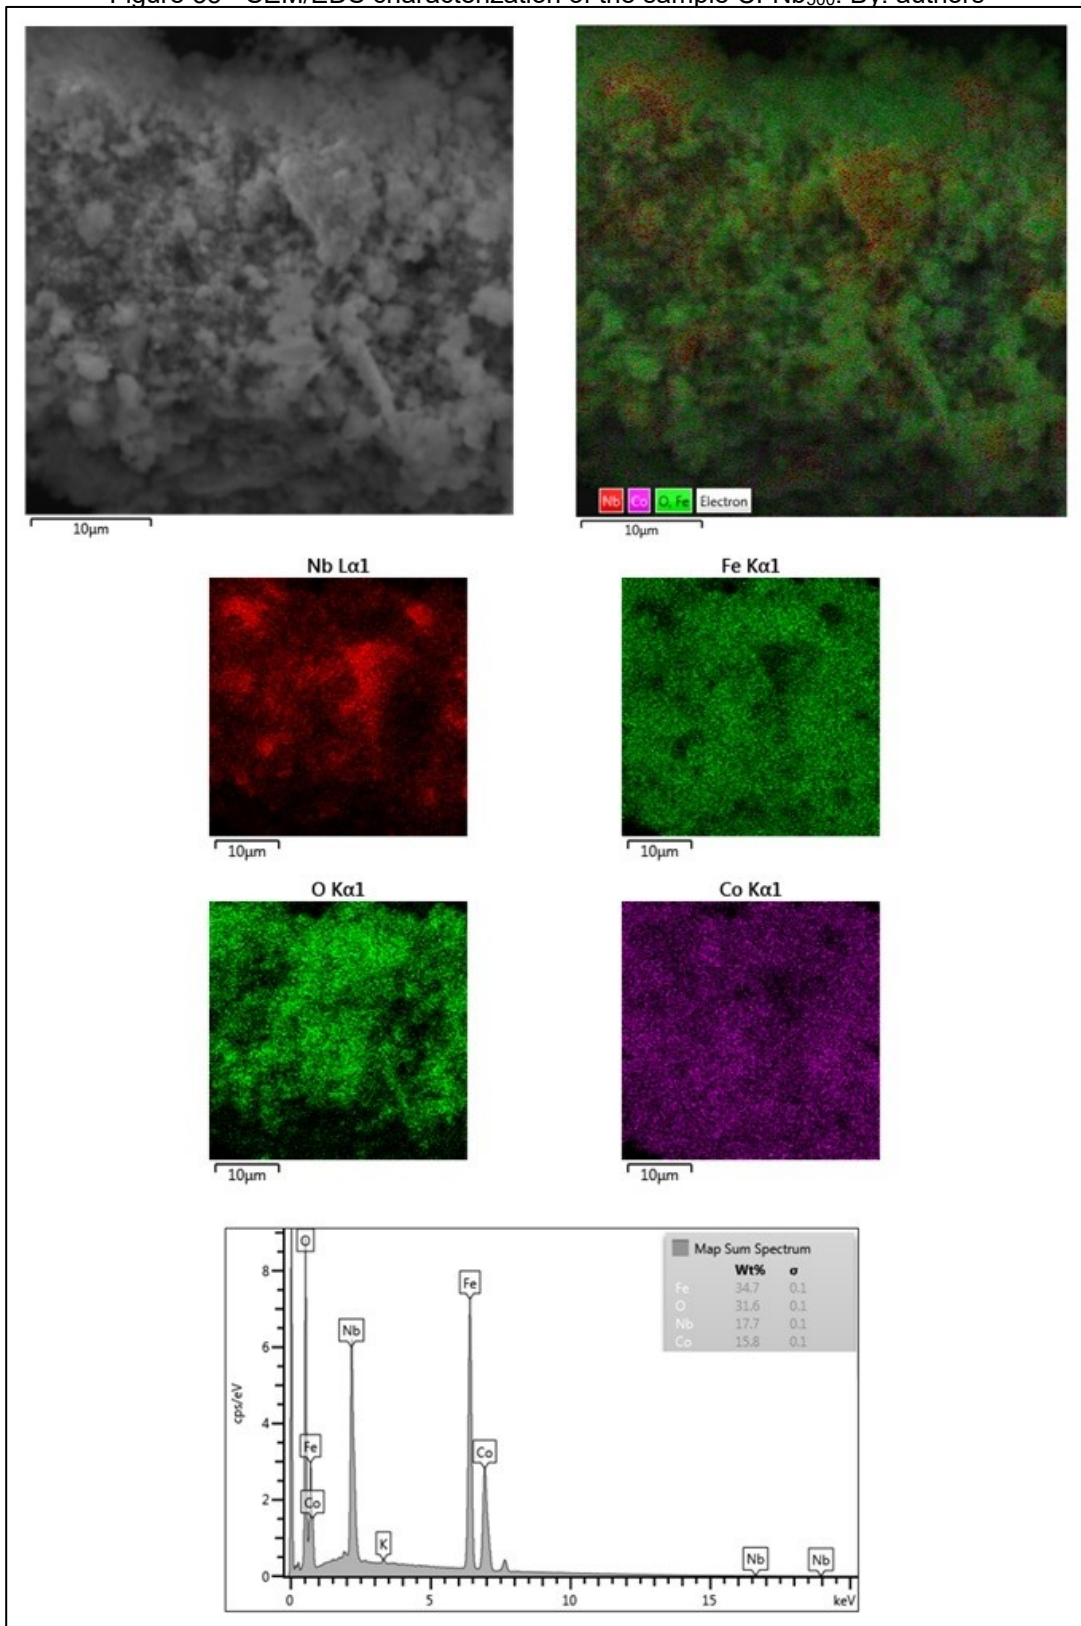 10µm
Nb Co O, Fe Electron
10µm
Nb Lα1
Fe Kα1
10µm
10µm
O Kα1
Co Kα1
10µm
10µm
Map Sum Spectrum
Wt% σ
Fe 34.7 0.1
O 31.6 0.1
Nb 17.7 0.1
Co 15.8 0.1
O
Fe
Nb
Fe
Co
Co
K
Nb
Nb
cps/eV
8
6
4
2
0
0 5 10 15 keV